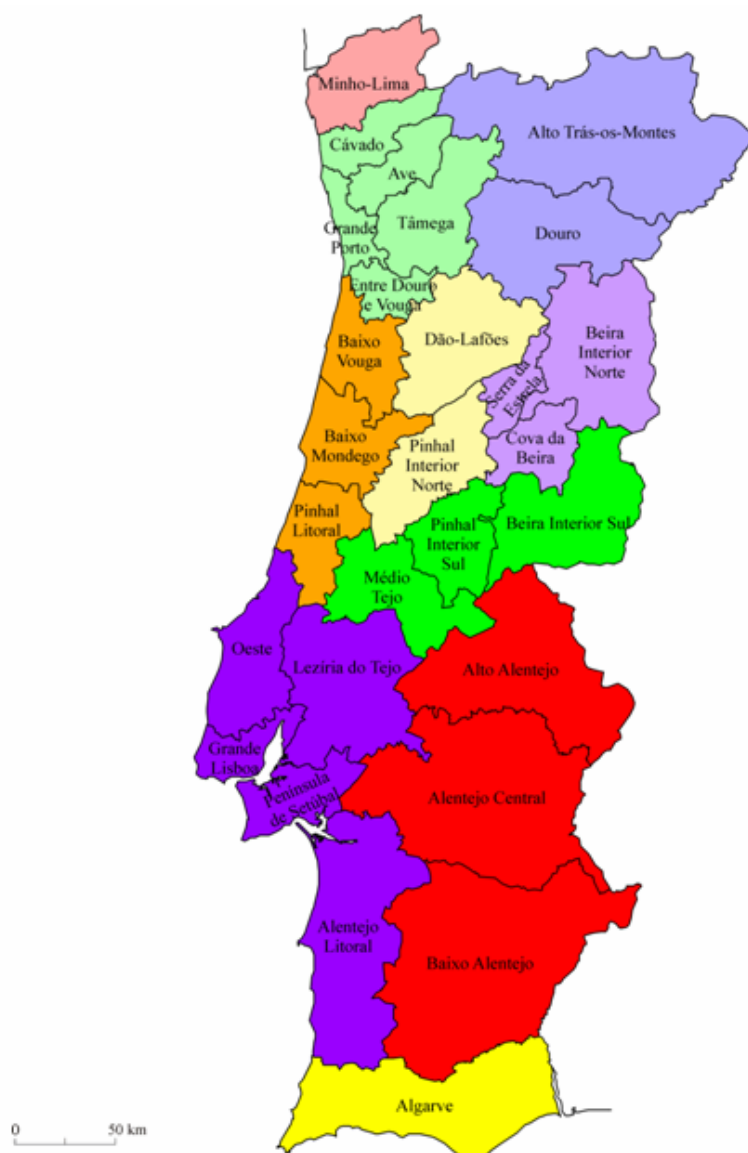 Minho-Lima
Alto Trás-os-Montes
Cávado
Ave
Tâmega
Grande
Porto
Douro
Entre Douro
e Vouga
Baixo
Vouga
Dão-Lafões
Beira
Interior
Norte
Serra da
Estrela
Baixo
Mondego
Pinhal
Interior
Norte
Cova da
Beira
Pinhal
Litoral
Pinhal
Interior
Sul
Beira Interior Sul
Médio
Tejo
Oeste
Lezíria do Tejo
Alto Alentejo
Grande
Lisboa
Península
de Setúbal
Alentejo Central
Alentejo
Litoral
Baixo Alentejo
Algarve
0 50 km